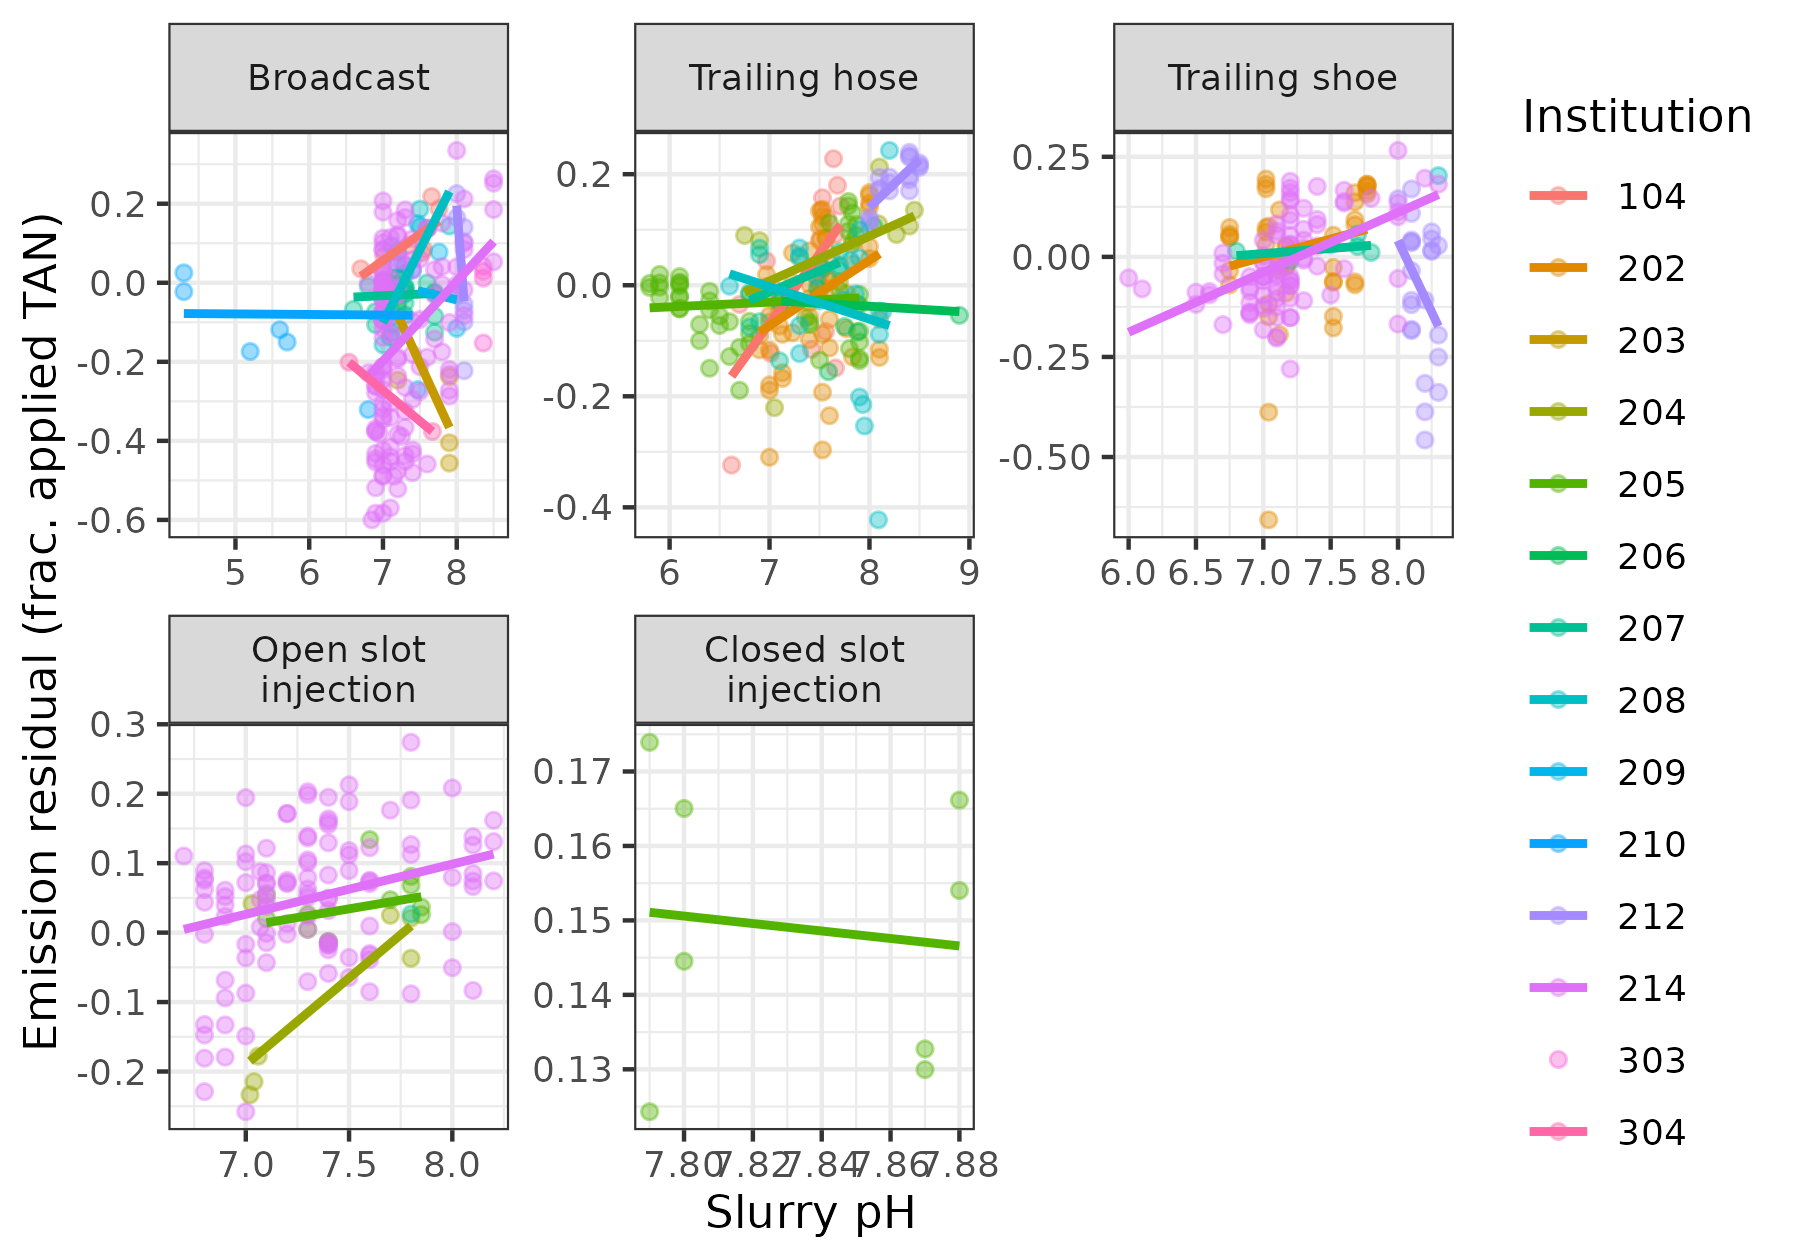 Broadcast
Trailing hose
Trailing shoe
Institution
0.2
0.0
-0.2
-0.4
-0.6
5 6 7 8
0.2
0.0
-0.2
-0.4
6 7 8 9
0.25
0.00
-0.25
-0.50
6.0 6.5 7.0 7.5 8.0
Open slot
injection
Closed slot
injection
0.3
0.2
0.1
0.0
-0.1
-0.2
7.0 7.5 8.0
0.17
0.16
0.15
0.14
0.13
7.80 7.82 7.84 7.86 7.88
Slurry pH
Emission residual (frac. applied TAN)
104
202
203
204
205
206
207
208
209
210
212
214
303
304